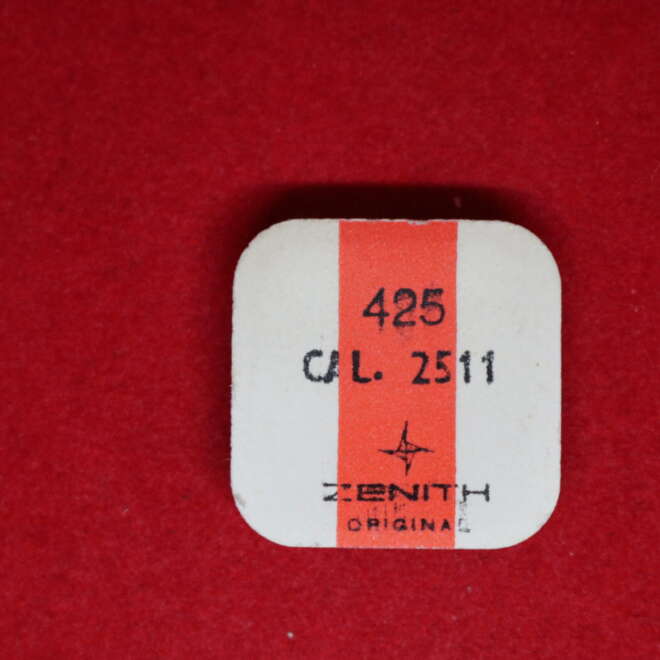 425
CAL. 2511
ZENITH
ORIGINAL